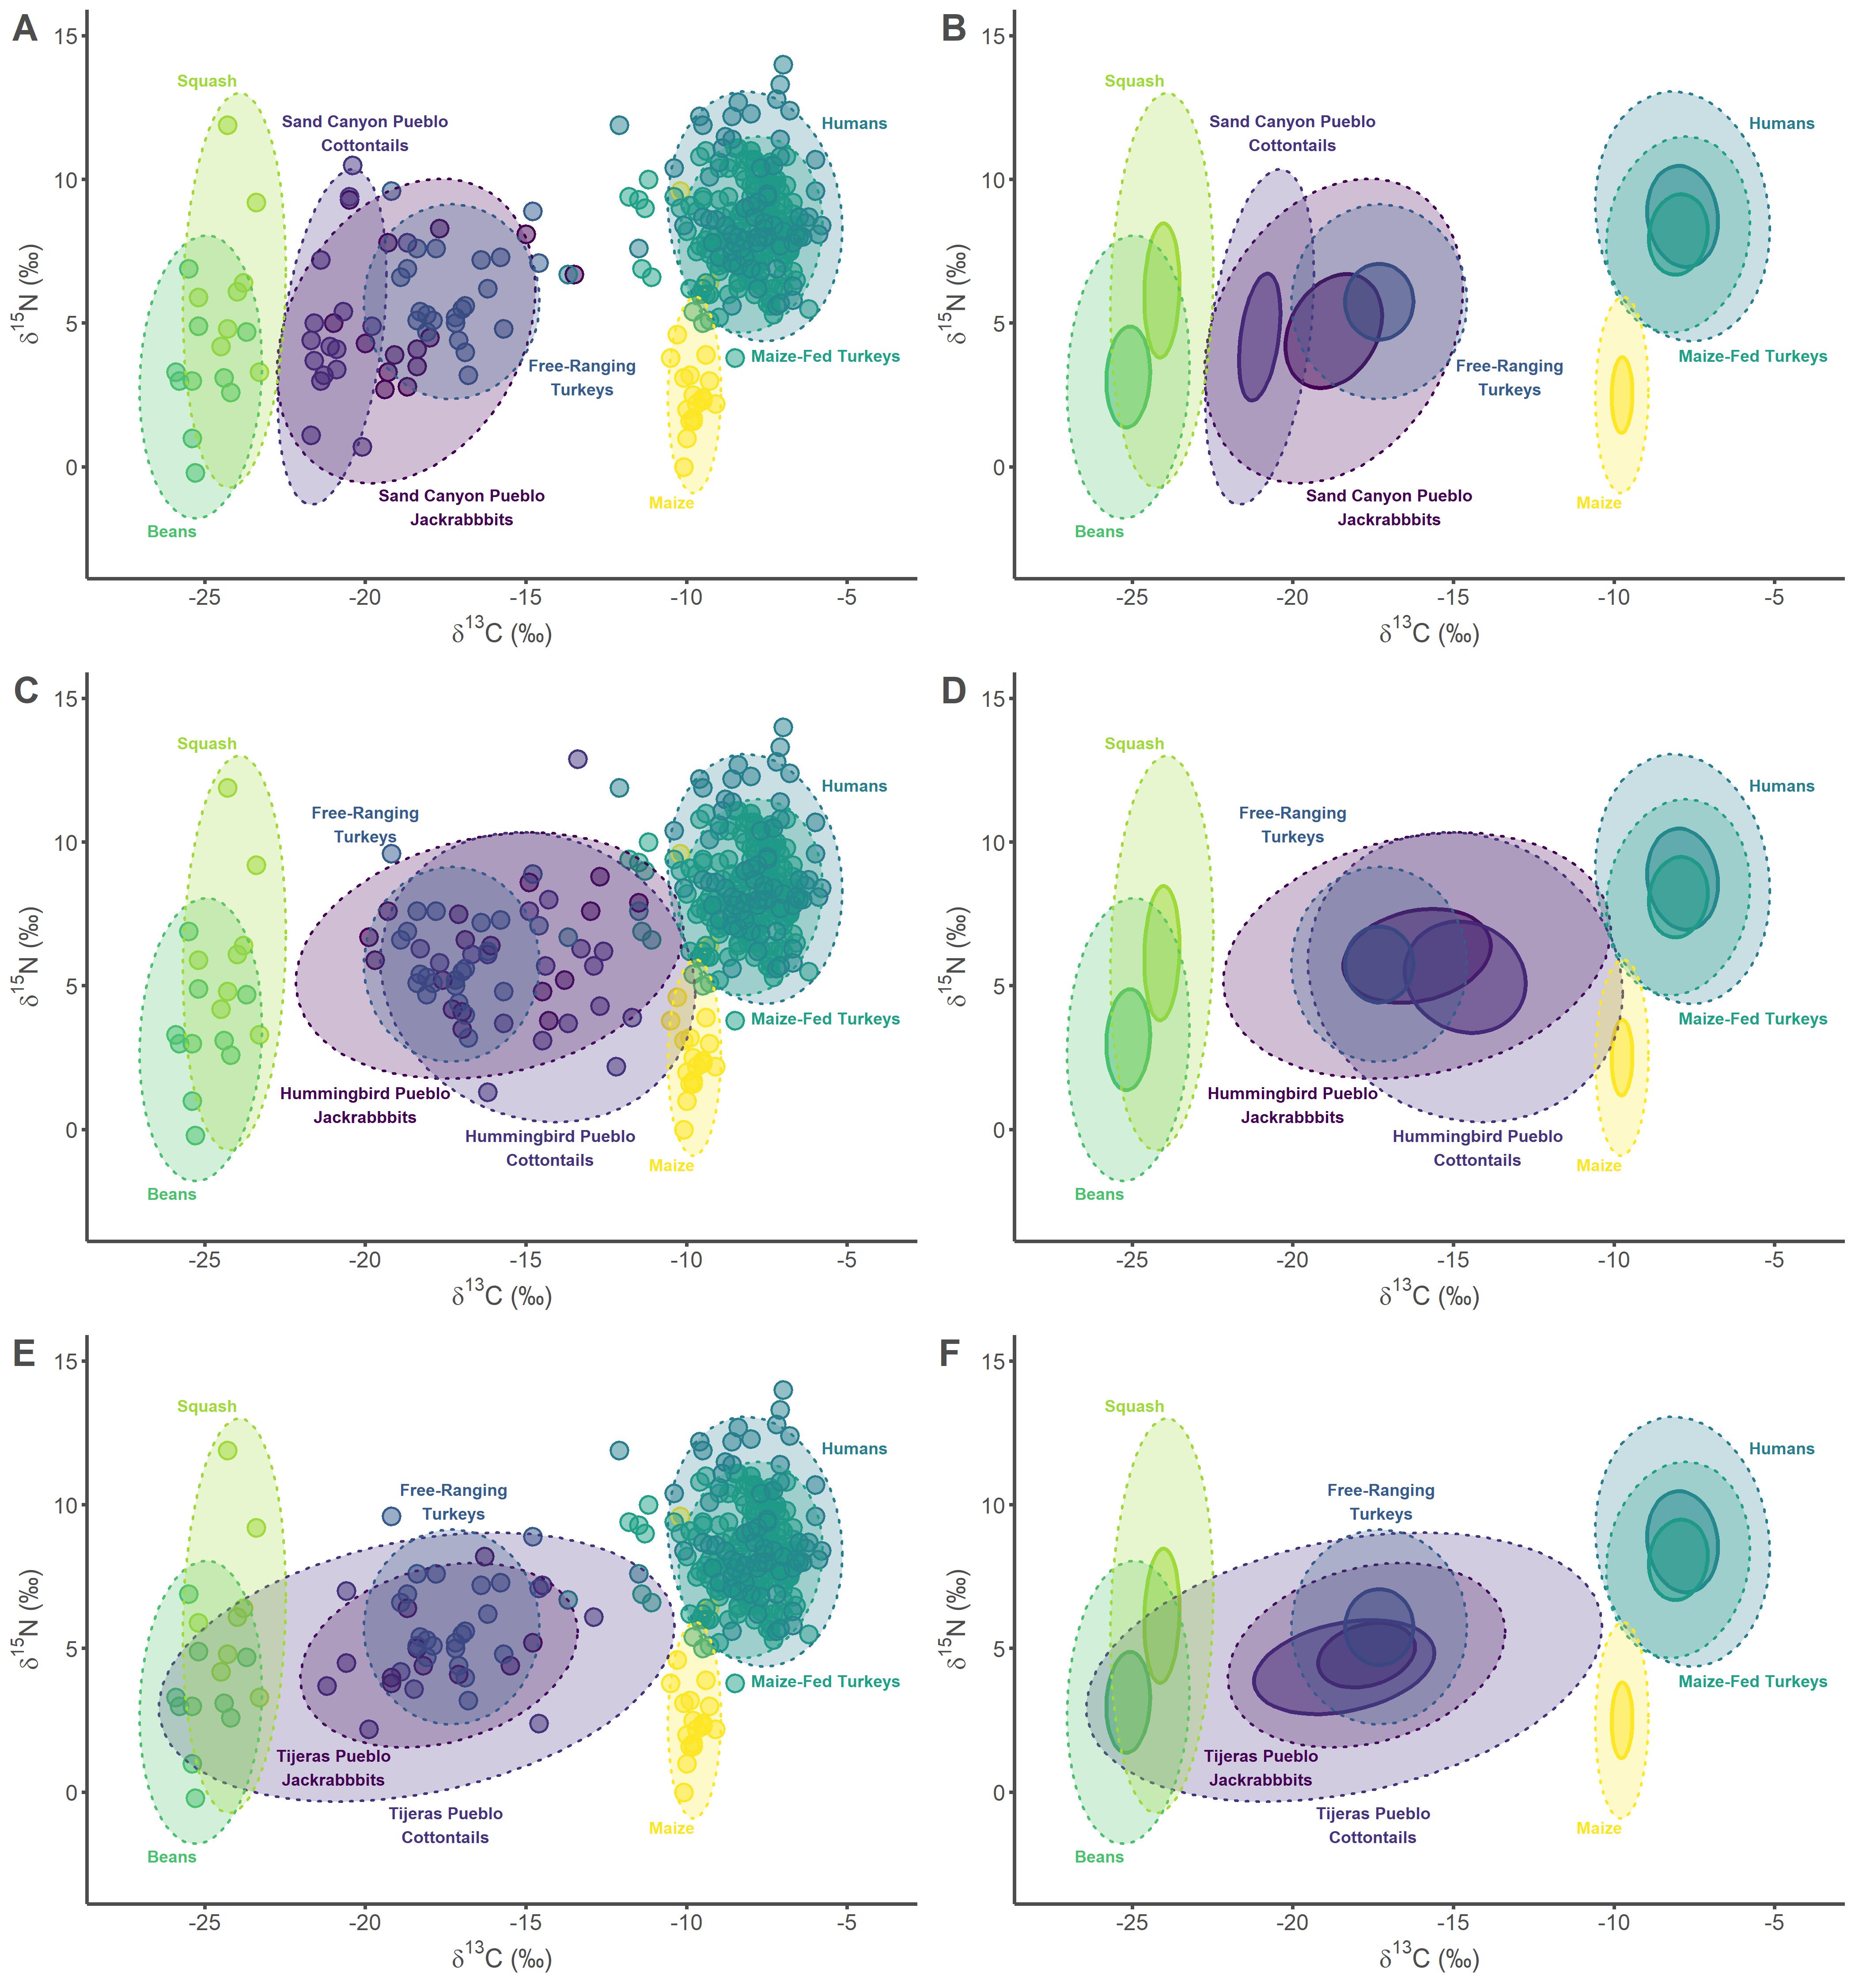 A
15
10
5
0
δ15N (‰)
Squash
Sand Canyon Pueblo
Cottontails
Humans
Free-Ranging
Turkeys
Maize-Fed Turkeys
Sand Canyon Pueblo
Jackrabbbits
Maize
Beans
-25 -20 -15 -10 -5
δ13C (‰)
B
15
10
5
0
δ15N (‰)
Squash
Sand Canyon Pueblo
Cottontails
Humans
Free-Ranging
Turkeys
Maize-Fed Turkeys
Sand Canyon Pueblo
Jackrabbbits
Maize
Beans
-25 -20 -15 -10 -5
δ13C (‰)
C
15
10
5
0
δ15N (‰)
Squash
Free-Ranging
Turkeys
Humans
Maize-Fed Turkeys
Hummingbird Pueblo
Jackrabbbits
Hummingbird Pueblo
Cottontails
Maize
Beans
-25 -20 -15 -10 -5
δ13C (‰)
D
15
10
5
0
δ15N (‰)
Squash
Free-Ranging
Turkeys
Humans
Maize-Fed Turkeys
Hummingbird Pueblo
Jackrabbbits
Hummingbird Pueblo
Cottontails
Maize
Beans
-25 -20 -15 -10 -5
δ13C (‰)
E
15
10
5
0
δ15N (‰)
Squash
Free-Ranging
Turkeys
Humans
Maize-Fed Turkeys
Tijeras Pueblo
Jackrabbbits
Tijeras Pueblo
Cottontails
Maize
Beans
-25 -20 -15 -10 -5
δ13C (‰)
F
15
10
5
0
δ15N (‰)
Squash
Free-Ranging
Turkeys
Humans
Maize-Fed Turkeys
Tijeras Pueblo
Jackrabbbits
Tijeras Pueblo
Cottontails
Maize
Beans
-25 -20 -15 -10 -5
δ13C (‰)